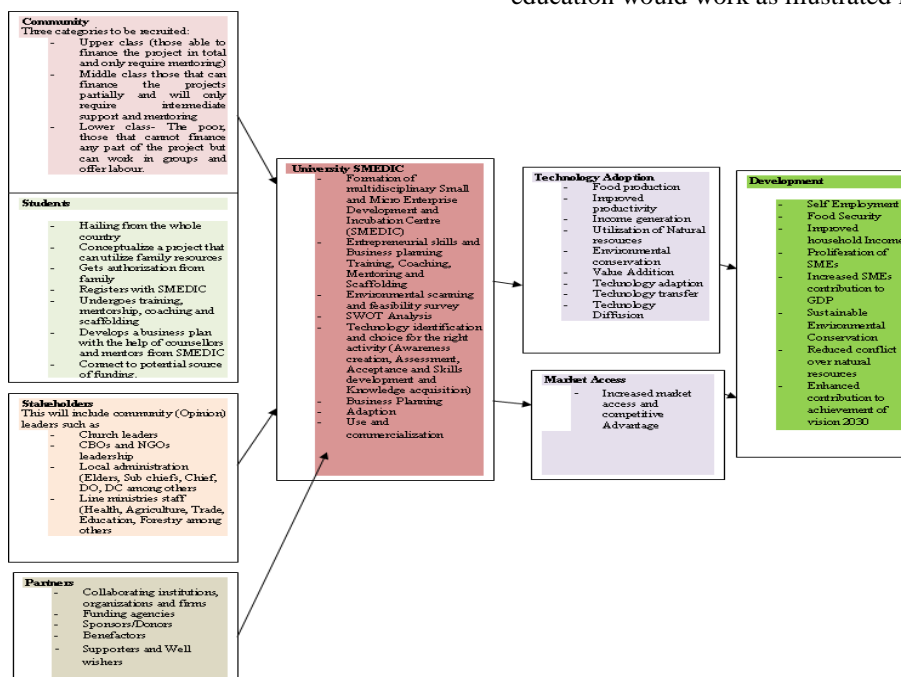 education would work as illustrated
Community
Three categories to be recruited:
- Upper class (those able to
finance the project in total
and only require mentoring)
- Middle class those that can
finance the projects
partially and will only
require intermediate
support and mentoring
- Lower class- The poor,
those that cannot finance
any part of the project but
can work in groups and
offer labour.
Students
- Hailing from the whole
country
- Conceptualize a project that
can utilize family resources
- Gets authorization from
family
- Registers with SMEDIC
- Undergoes training,
mentorship, coaching and
scaffolding
- Develops a business plan
with the help of counsellors
and mentors from SMEDIC
- Connect to potential source
of funding.
Stakeholders
This will include community (Opinion)
leaders such as
- Church leaders
- CBOs and NGOs
leadership
- Local administration
(Elders, Sub chiefs, Chief,
DO, DC among others
- Line ministries staff
(Health, Agriculture, Trade,
Education, Forestry among
others
Partners
- Collaborating institutions,
organizations and firms
- Funding agencies
- Sponsors/Donors
- Benefactors
- Supporters and Well
wishers
University SMEDIC
- Formation of
multidisciplinary Small
and Micro Enterprise
Development and
Incubation Centre
(SMEDIC)
- Entrepreneurial skills and
Business planning
Training, Coaching,
Mentoring and
Scaffolding
- Environmental scanning
and feasibility survey
- SWOT Analysis
- Technology identification
and choice for the right
activity (Awareness
creation, Assessment,
Acceptance and Skills
development and
Knowledge acquisition)
- Business Planning
- Adaption
- Use and
commercialization
Technology Adoption
- Food production
- Improved
productivity
- Income generation
- Utilization of Natural
resources
- Environmental
conservation
- Value Addition
- Technology adaption
- Technology transfer
- Technology
Diffusion
Market Access
- Increased market
access and
competitive
Advantage
Development
- Self Employment
- Food Security
- Improved
household Income
- Proliferation of
SMEs
- Increased SMEs
contribution to
GDP
- Sustainable
Environmental
Conservation
- Reduced conflict
over natural
resources
- Enhanced
contribution to
achievement of
vision 2030